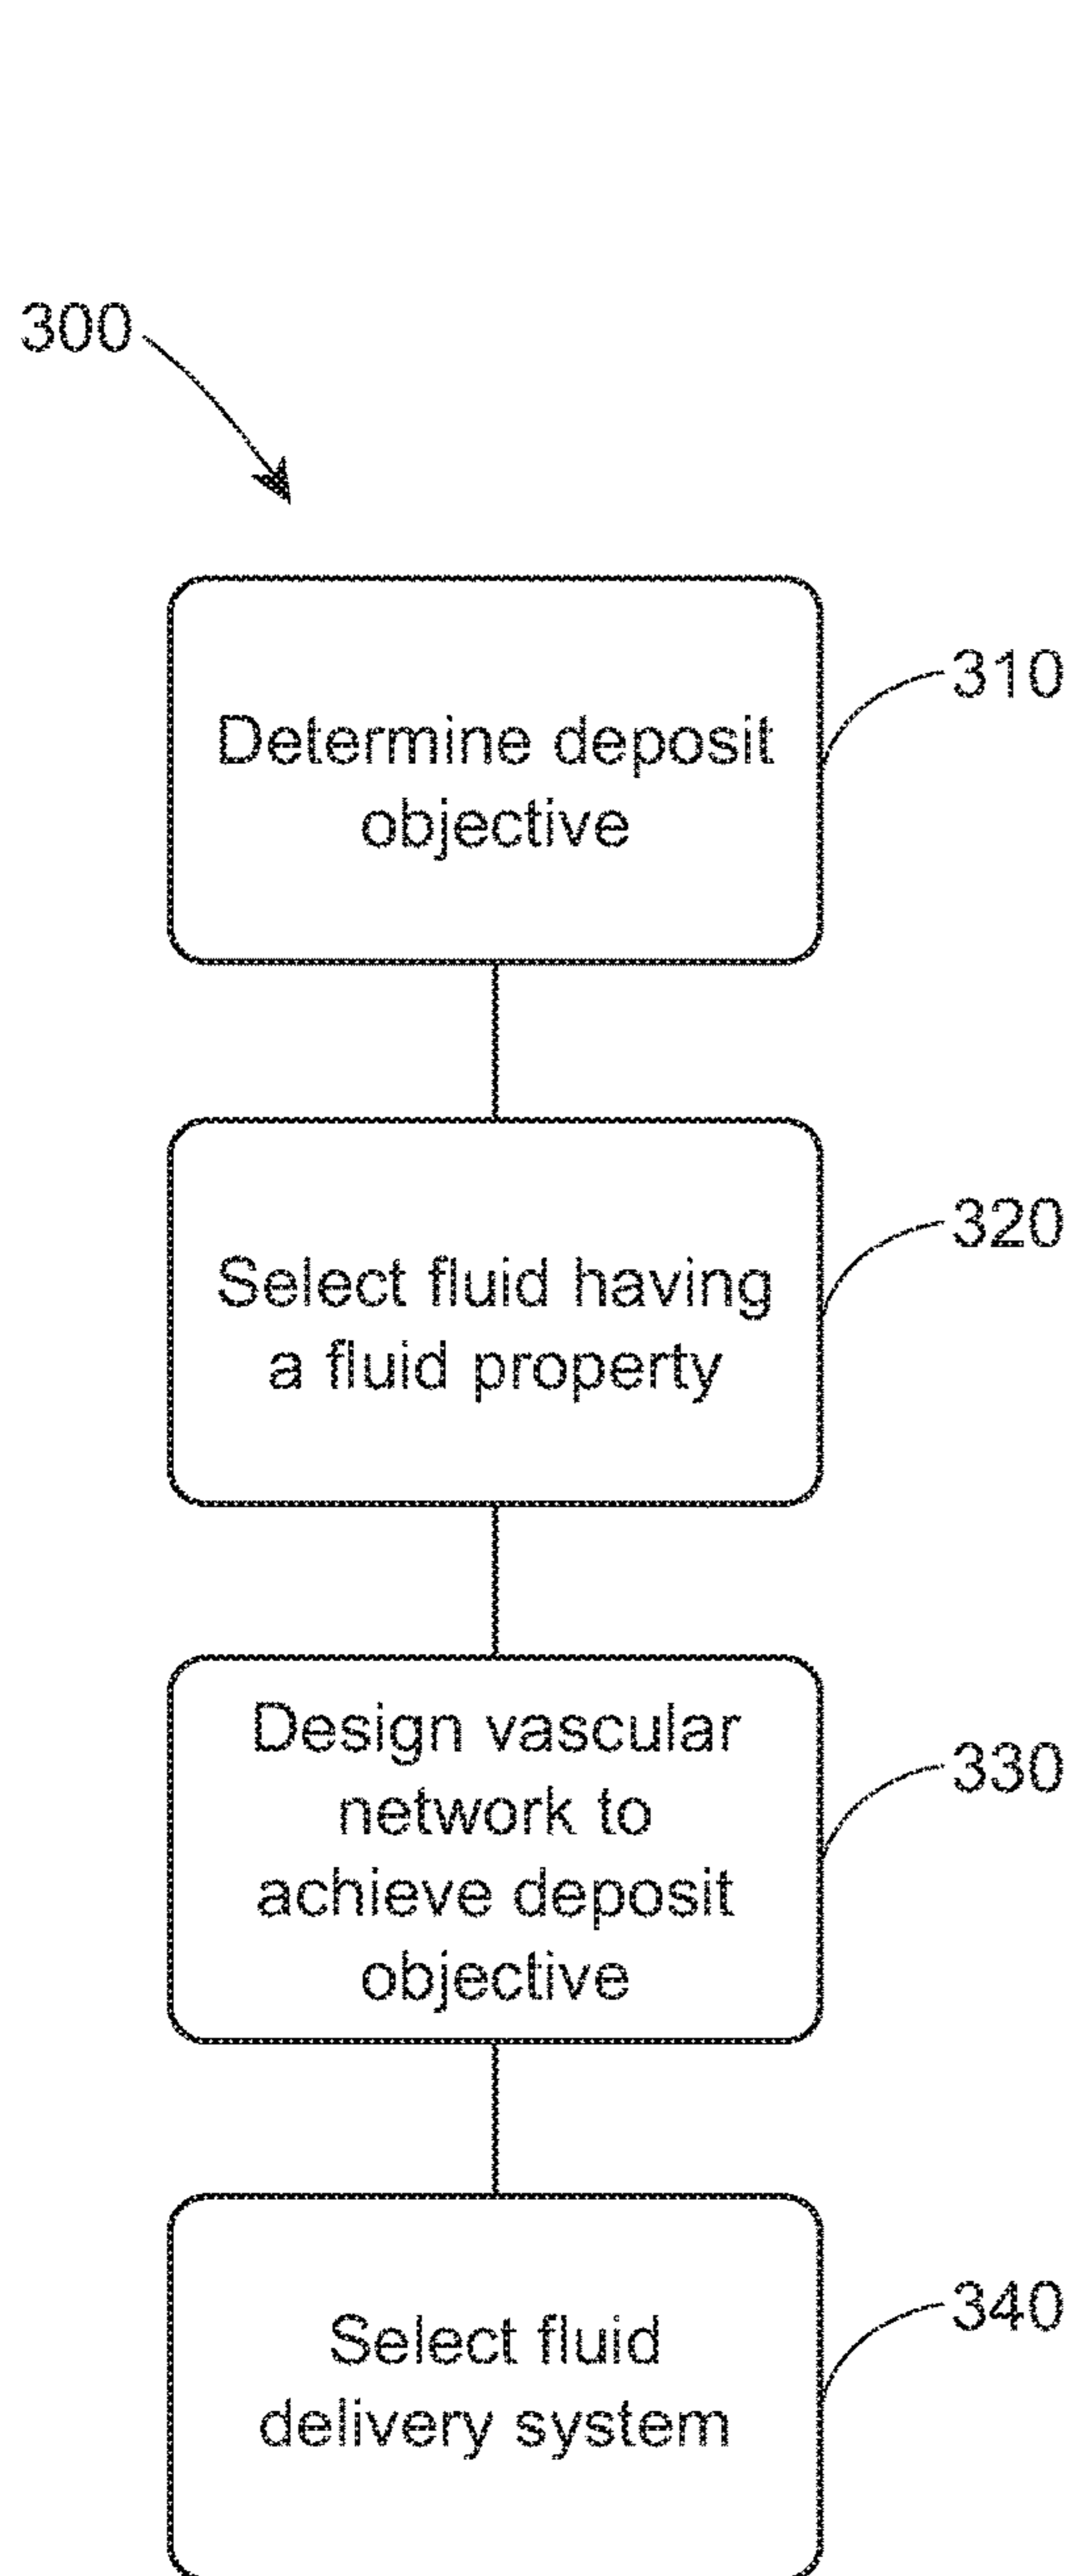 300
310
Determine deposit
objective
320
Select fluid having
a fluid property
330
Design vascular
network to
achieve deposit
objective
340
Select fluid
delivery system